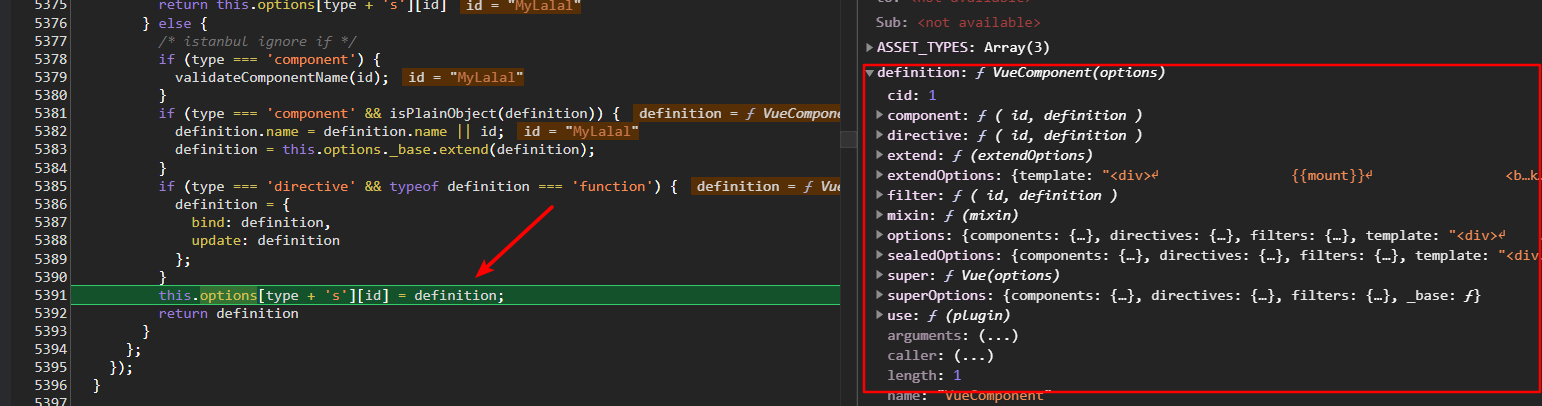 5375 return this.options[type + 's'][id] id = "MyLalal"
5376 } else {
5377 /* istanbul ignore if */
5378 if (type === 'component') {
5379 validateComponentName(id); id = "MyLalal"
5380 }
5381 if (type === 'component' && isPlainObject(definition)) { definition = ƒ VueCompone
5382 definition.name = definition.name || id; id = "MyLalal"
5383 definition = this.options._base.extend(definition);
5384 }
5385 if (type === 'directive' && typeof definition === 'function') { definition = ƒ Vu
5386 definition = {
5387 bind: definition,
5388 update: definition
5389 };
5390 }
5391 this.options[type + 's'][id] = definition;
5392 return definition
5393 }
5394 };
5395 });
5396 }
5397
to: <not available>
Sub: <not available>
ASSET_TYPES: Array(3)
definition: ƒ VueComponent(options)
cid: 1
component: ƒ ( id, definition )
directive: ƒ ( id, definition )
extend: ƒ (extendOptions)
extendOptions: {template: "<div>↵ {{mount}}↵ <b…k.
filter: ƒ ( id, definition )
mixin: ƒ (mixin)
options: {components: {…}, directives: {…}, filters: {…}, template: "<div>↵
sealedOptions: {components: {…}, directives: {…}, filters: {…}, template: "<div
super: ƒ Vue(options)
superOptions: {components: {…}, directives: {…}, filters: {…}, _base: ƒ}
use: ƒ (plugin)
arguments: (...)
caller: (...)
length: 1
name: "VueComponent"